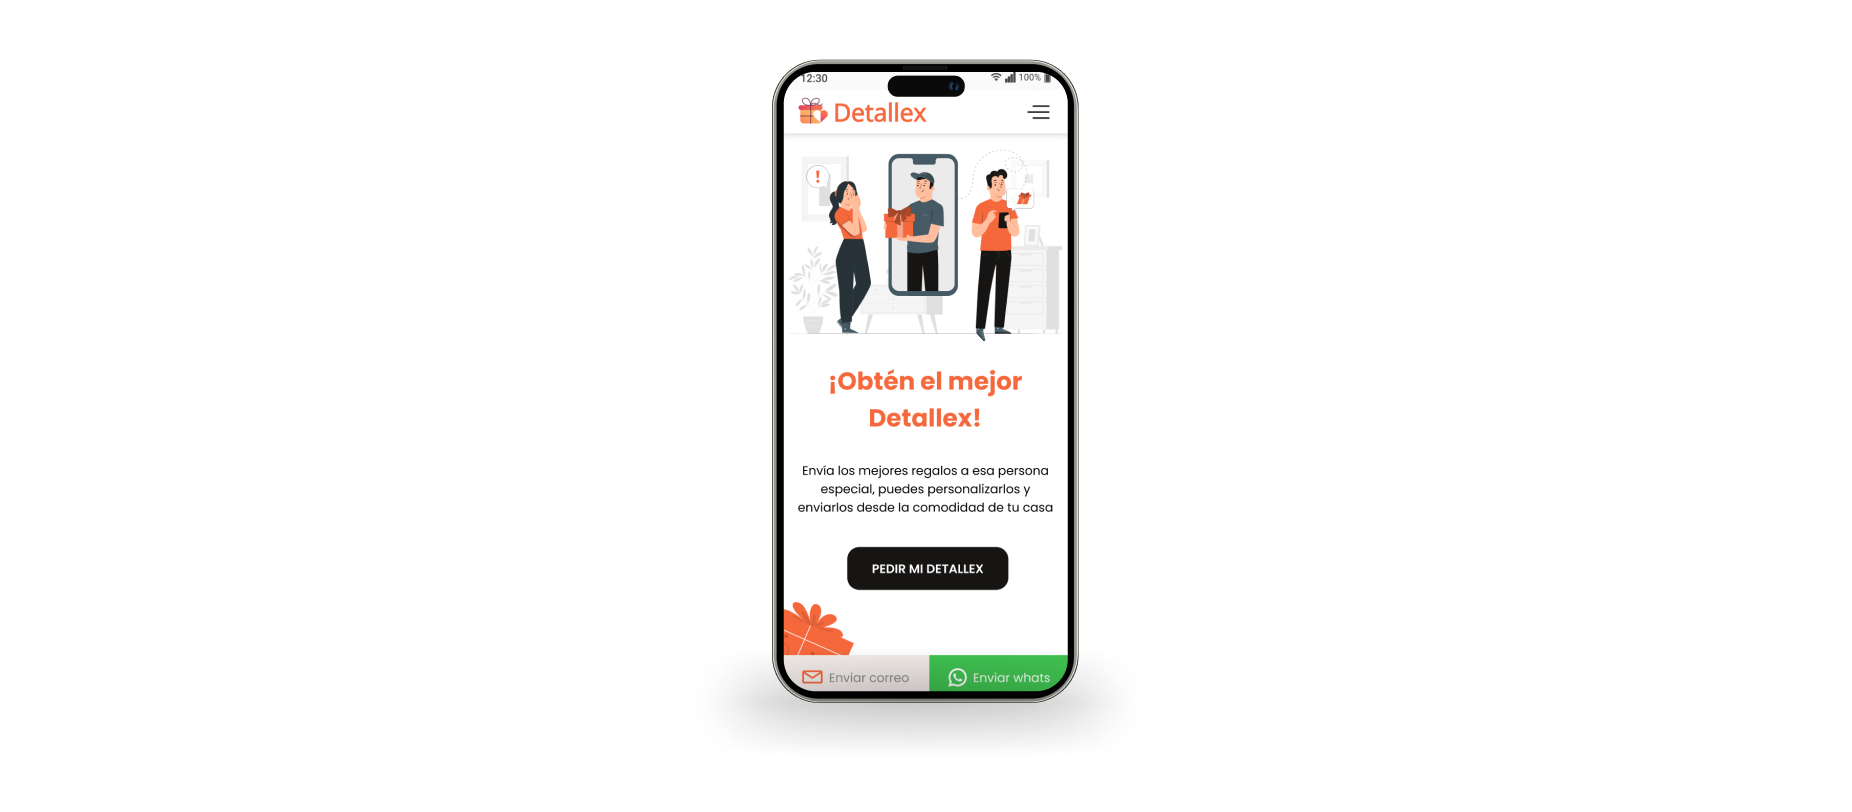 12:30
100%
Detallex
!
¡Obtén el mejor
Detallex!
Envía los mejores regalos a esa persona
especial, puedes personalizarlos y
enviarlos desde la comodidad de tu casa
PEDIR MI DETALLEX
Enviar correo
Enviar whats